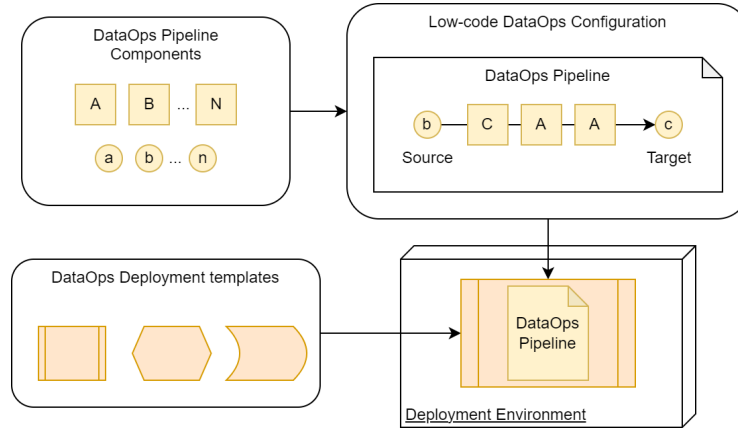 DataOps Pipeline
Components
A B ... N
a b ... n
Low-code DataOps Configuration
DataOps Pipeline
b C A A c
Source Target
DataOps Deployment templates
DataOps
Pipeline
Deployment Environment